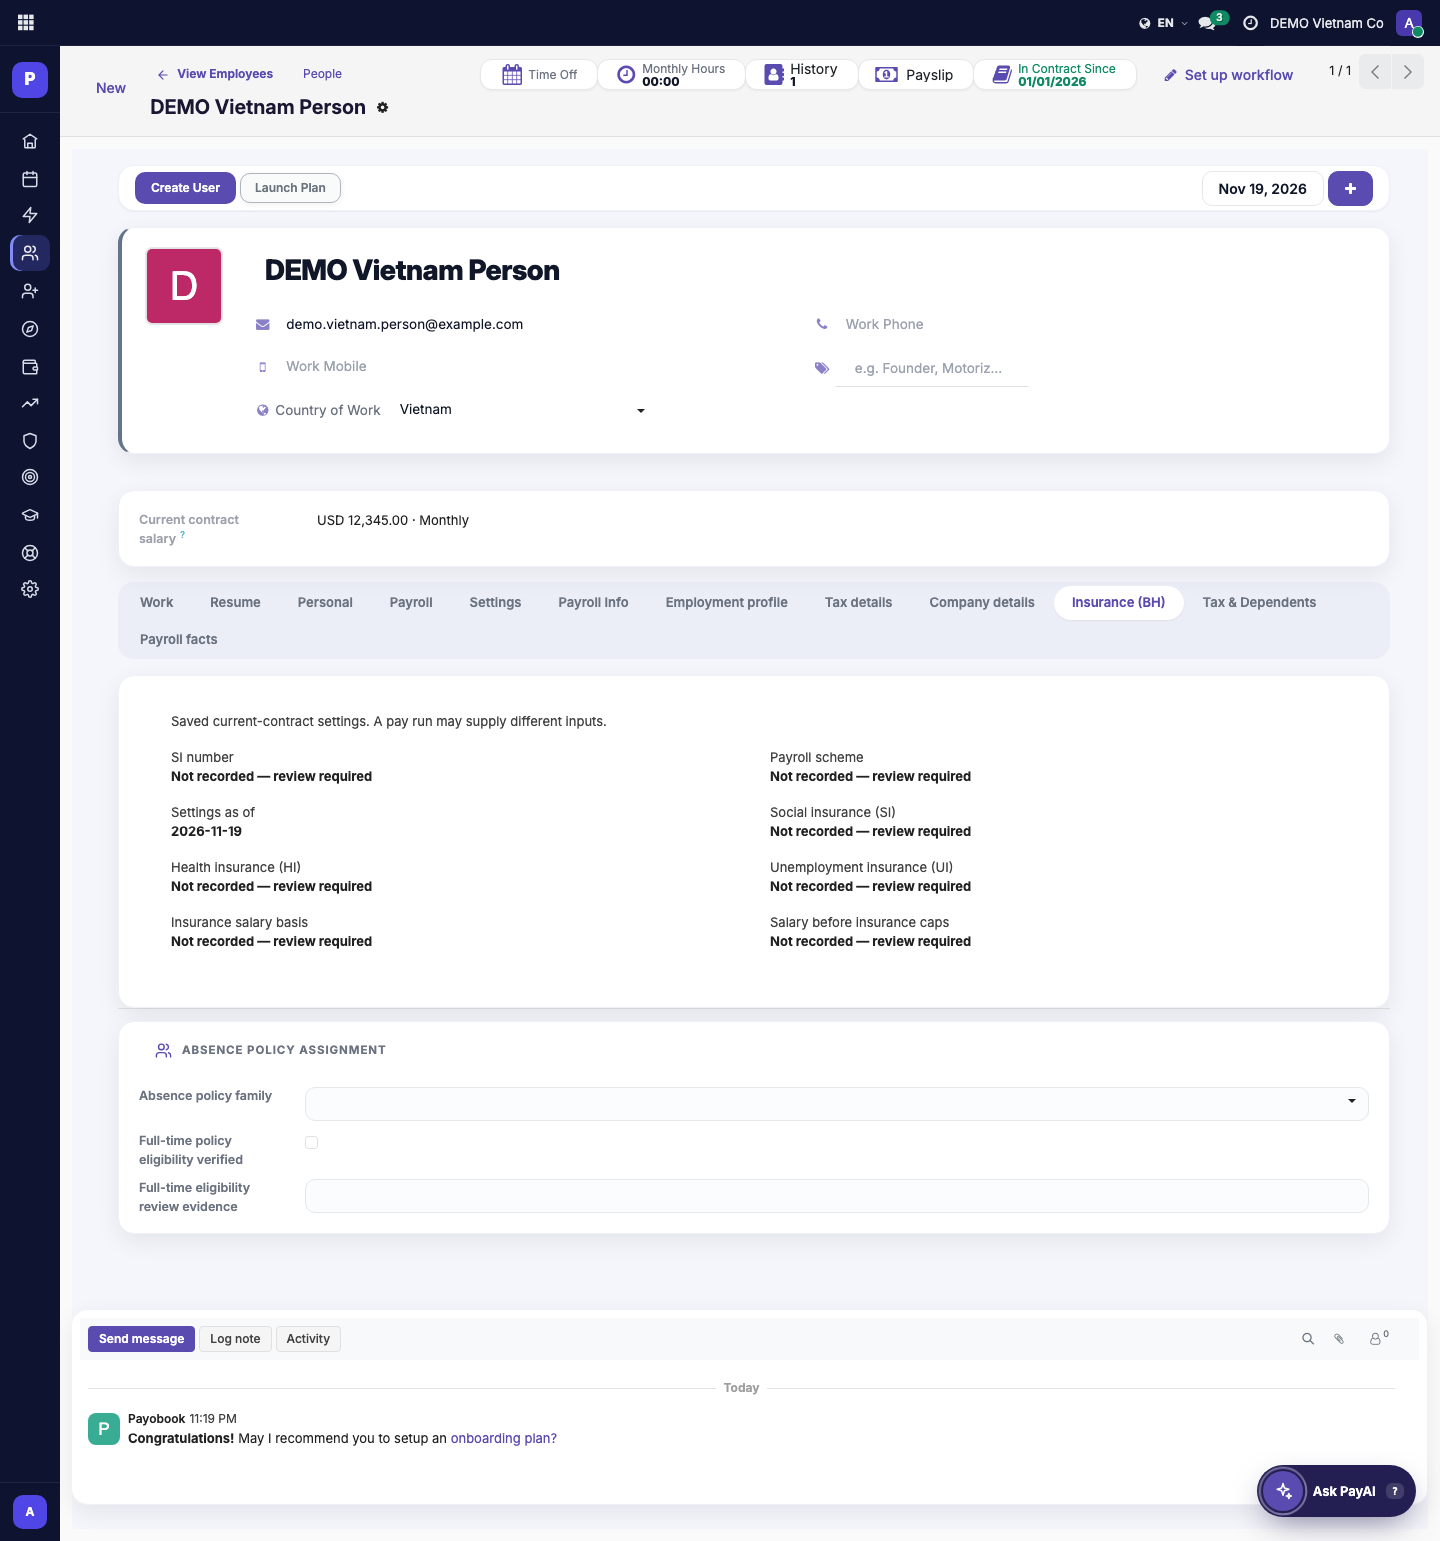 EN
3
DEMO Vietnam Co
A
P
New
View Employees
People
DEMO Vietnam Person
Time Off
Monthly Hours
00:00
History
1
Payslip
In Contract Since
01/01/2026
Set up workflow
1 / 1
Create User
Launch Plan
Nov 19, 2026
+
D
DEMO Vietnam Person
demo.vietnam.person@example.com
Work Phone
Work Mobile
e.g. Founder, Motoriz...
Country of Work
Vietnam
Current contract
salary ?
USD 12,345.00 · Monthly
Work
Resume
Personal
Payroll
Settings
Payroll Info
Employment profile
Tax details
Company details
Insurance (BH)
Tax & Dependents
Payroll facts
Saved current-contract settings. A pay run may supply different inputs.
SI number
Not recorded — review required
Payroll scheme
Not recorded — review required
Settings as of
2026-11-19
Social insurance (SI)
Not recorded — review required
Health insurance (HI)
Not recorded — review required
Unemployment insurance (UI)
Not recorded — review required
Insurance salary basis
Not recorded — review required
Salary before insurance caps
Not recorded — review required
ABSENCE POLICY ASSIGNMENT
Absence policy family
Full-time policy
eligibility verified
Full-time eligibility
review evidence
Send message
Log note
Activity
0
Today
P
Payobook 11:19 PM
Congratulations! May I recommend you to setup an onboarding plan?
A
Ask PayAI ?